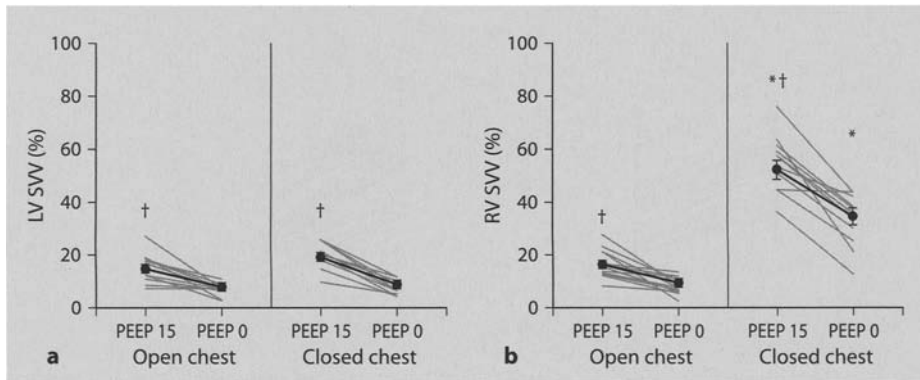 LV SVV (%)
100
80
60
40
20
0
†
†
PEEP 15 PEEP 0 PEEP 15 PEEP 0
a Open chest Closed chest
RV SVV (%)
100
80
60
40
20
0
†
*†
*
PEEP 15 PEEP 0 PEEP 15 PEEP 0
b Open chest Closed chest